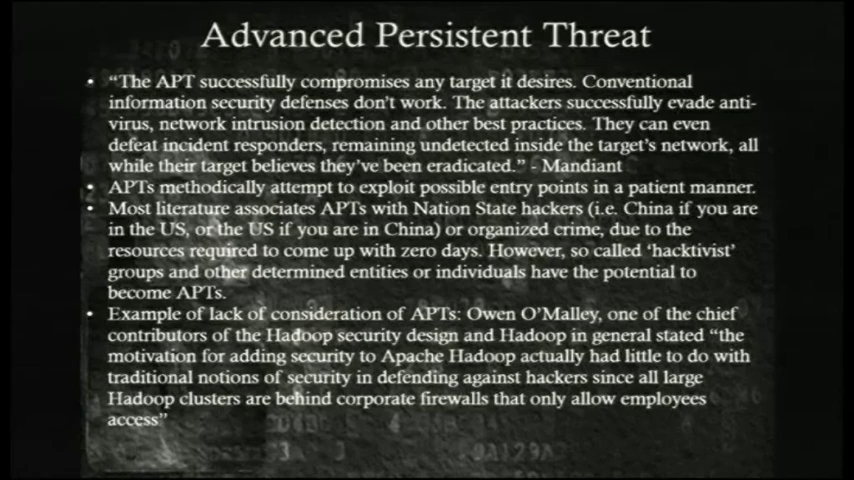 Advanced Persistent Threat
• “The APT successfully compromises any target it desires. Conventional
information security defenses don't work. The attackers successfully evade anti-
virus, network intrusion detection and other best practices. They can even
defeat incident responders, remaining undetected inside the target's network, all
while their target believes they've been eradicated.” - Mandiant
• APTs methodically attempt to exploit possible entry points in a patient manner.
• Most literature associates APTs with Nation State hackers (i.e. China if you are
in the US, or the US if you are in China) or organized crime, due to the
resources required to come up with zero days. However, so called ‘hacktivist’
groups and other determined entities or individuals have the potential to
become APTs.
• Example of lack of consideration of APTs: Owen O’Malley, one of the chief
contributors of the Hadoop security design and Hadoop in general stated “the
motivation for adding security to Apache Hadoop actually had little to do with
traditional notions of security in defending against hackers since all large
Hadoop clusters are behind corporate firewalls that only allow employees
access”